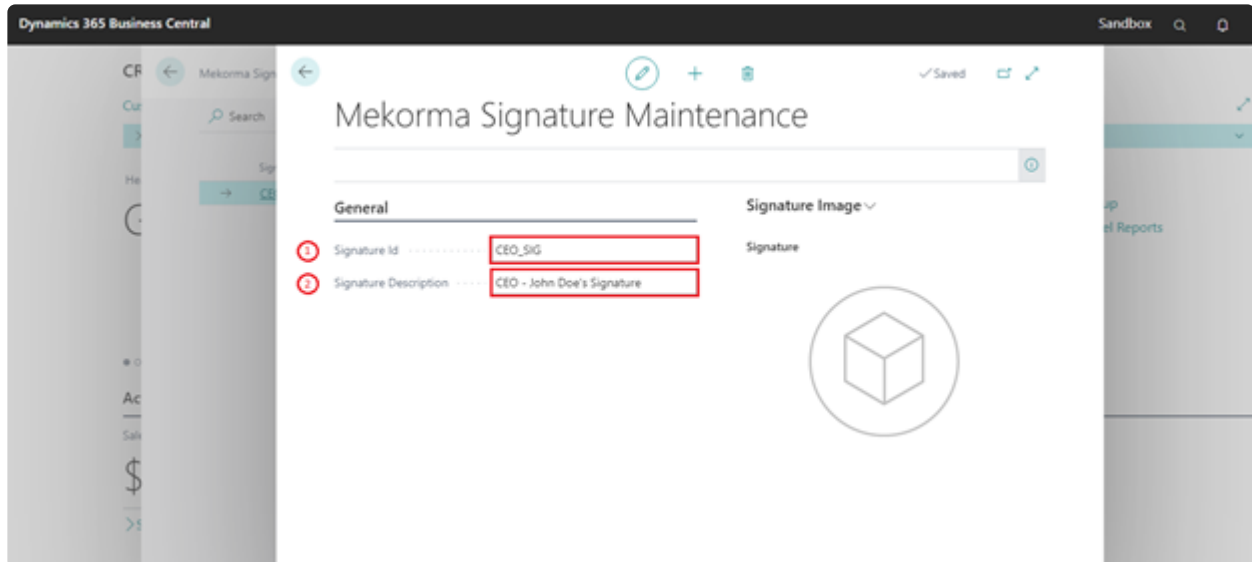 Dynamics 365 Business Central
Sandbox
Mekorma Sign
Saved
Search
Mekorma Signature Maintenance
General
Signature Image
1 Signature Id CEO_SIG
Signature
2 Signature Description CEO - John Doe's Signature
el Reports
$